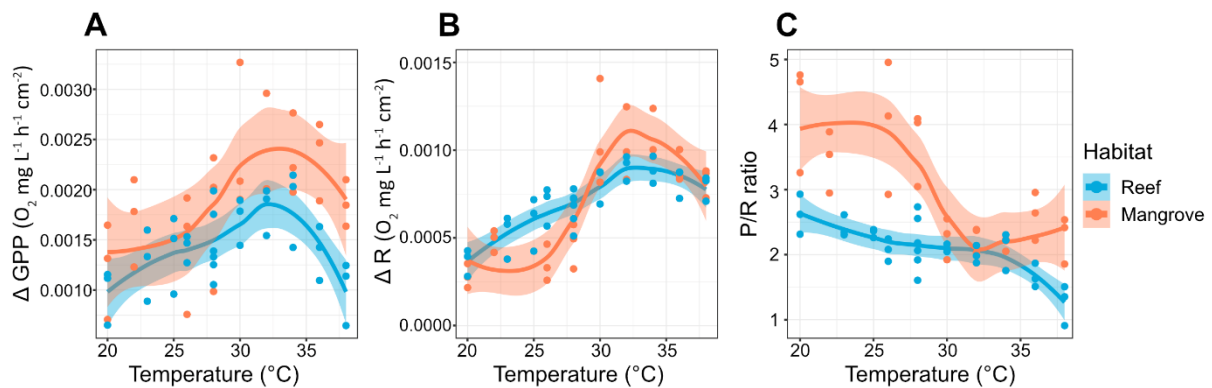 A
Δ GPP (O₂ mg L⁻¹ h⁻¹ cm⁻²)
0.0030
0.0025
0.0020
0.0015
0.0010
20 25 30 35
Temperature (°C)
B
Δ R (O₂ mg L⁻¹ h⁻¹ cm⁻²)
0.0015
0.0010
0.0005
0.0000
20 25 30 35
Temperature (°C)
C
P/R ratio
5
4
3
2
1
20 25 30 35
Temperature (°C)
Habitat
Reef
Mangrove